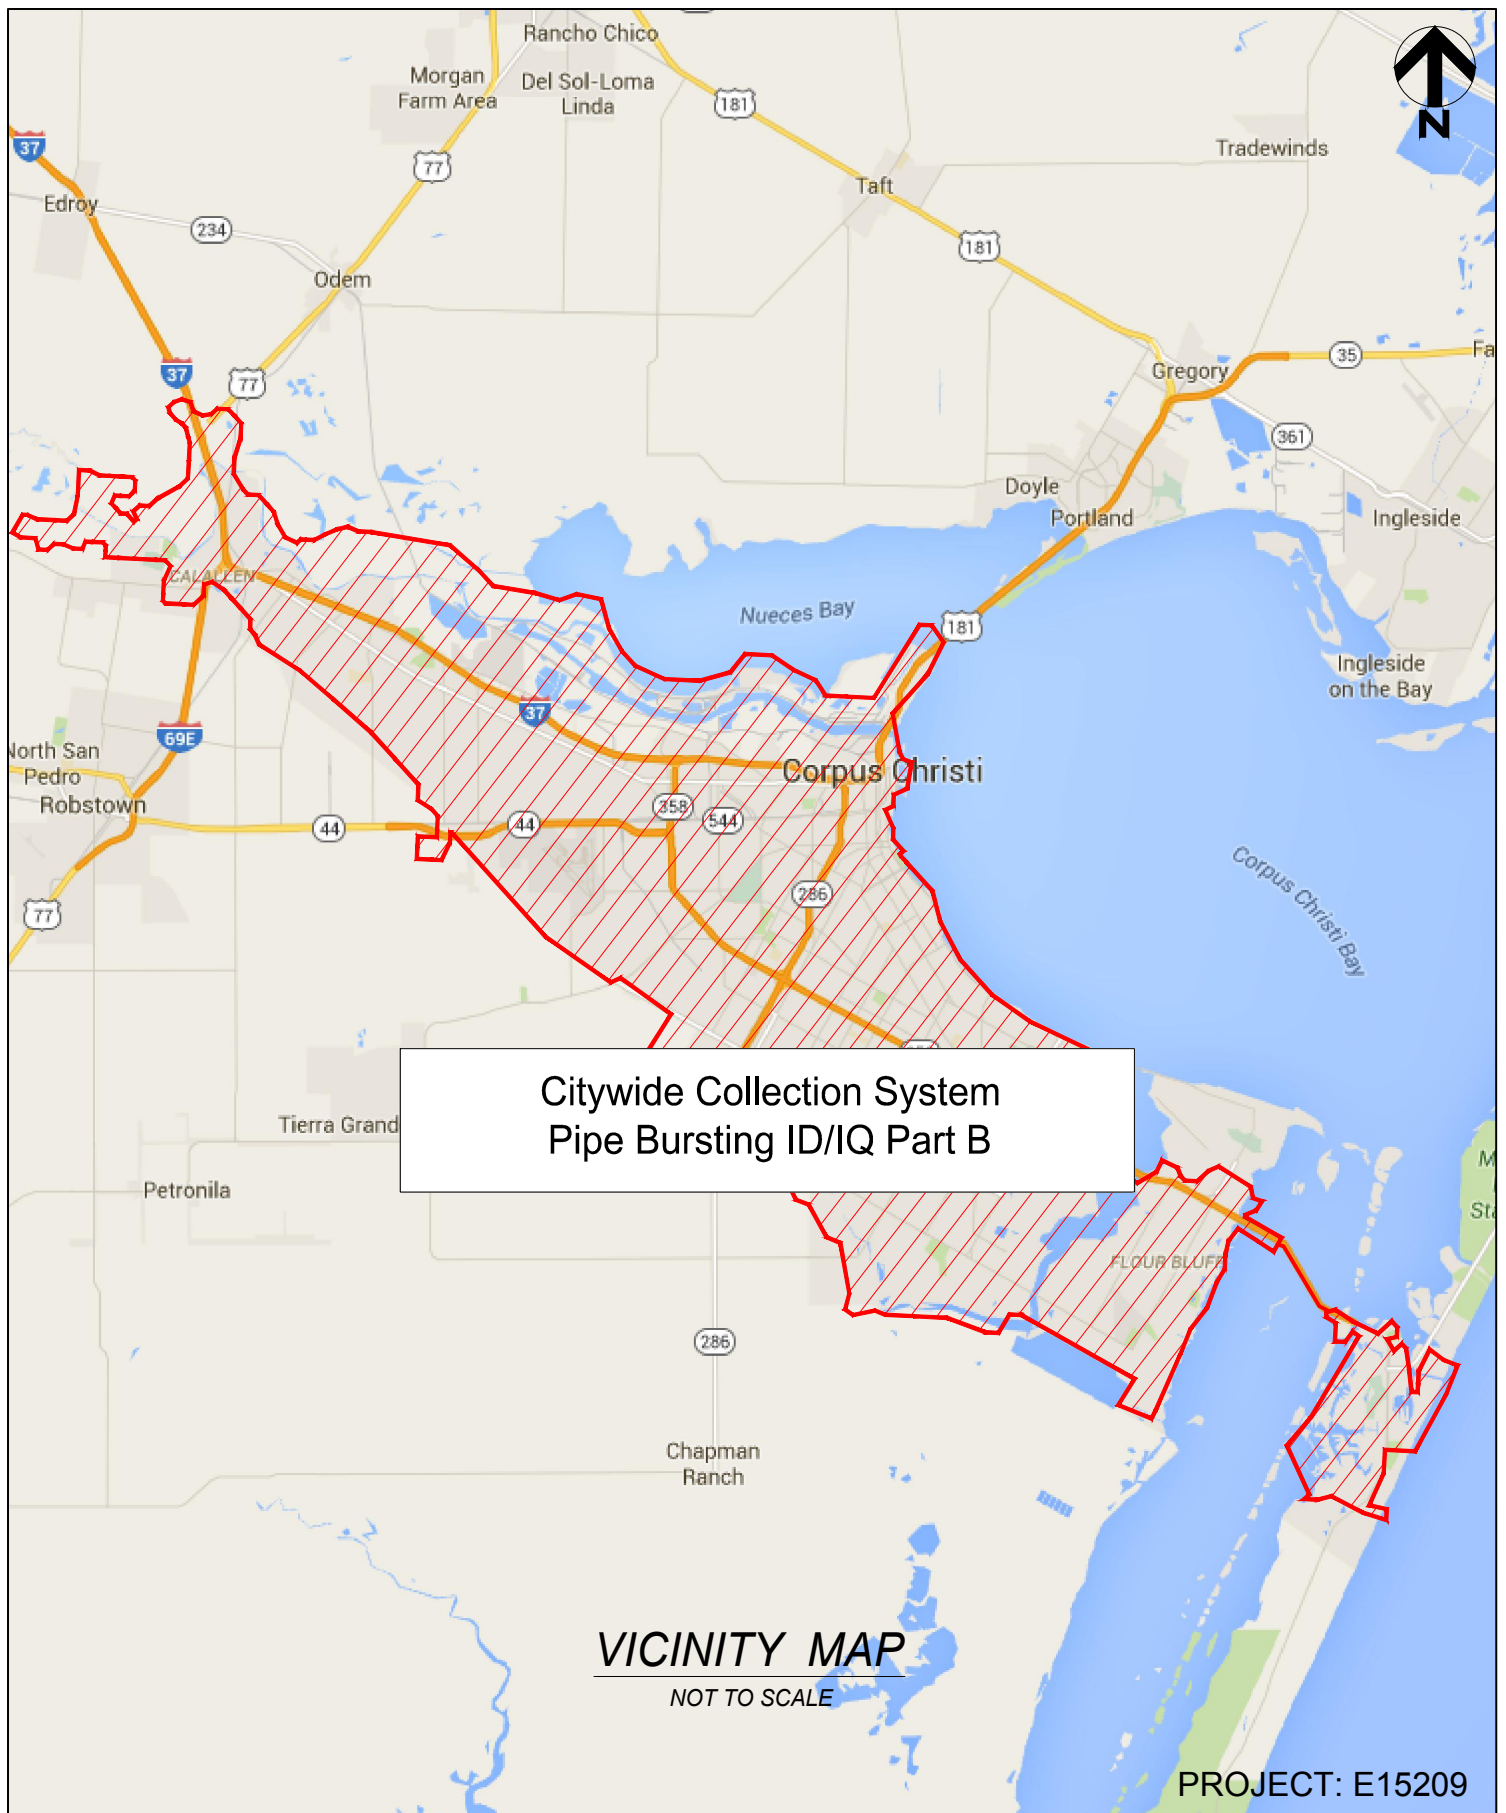 Rancho Chico
Morgan
Farm Area
Del Sol-Loma
Linda
181
N
37
77
Tradewinds
Edroy
Taft
234
181
Odem
37
77
35
Gregory
361
Doyle
Portland
Ingleside
CALALLEN
Nueces Bay
181
Ingleside
on the Bay
37
69E
North San
Pedro
Robstown
Corpus Christi
44
44
358
544
286
77
Corpus Christi Bay
Citywide Collection System
Pipe Bursting ID/IQ Part B
Tierra Grand
Petronila
FLOUR BLUFF
286
Chapman
Ranch
VICINITY MAP
NOT TO SCALE
PROJECT: E15209